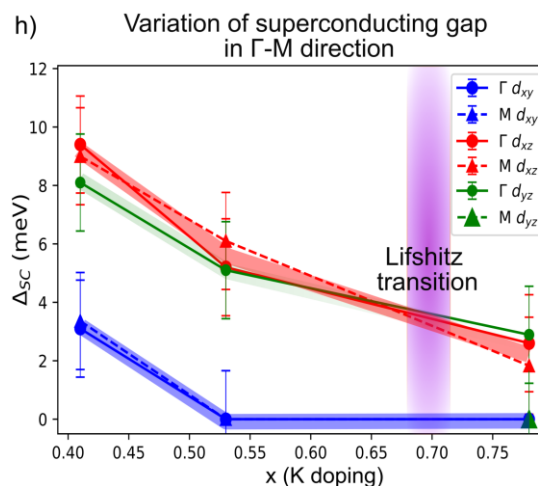 h)
Variation of superconducting gap
in Γ-M direction
12
10
8
6
4
2
0
Δ_SC (meV)
Γ d_xy
M d_xy
Γ d_xz
M d_xz
Γ d_yz
M d_yz
Lifshitz
transition
0.40 0.45 0.50 0.55 0.60 0.65 0.70 0.75
x (K doping)